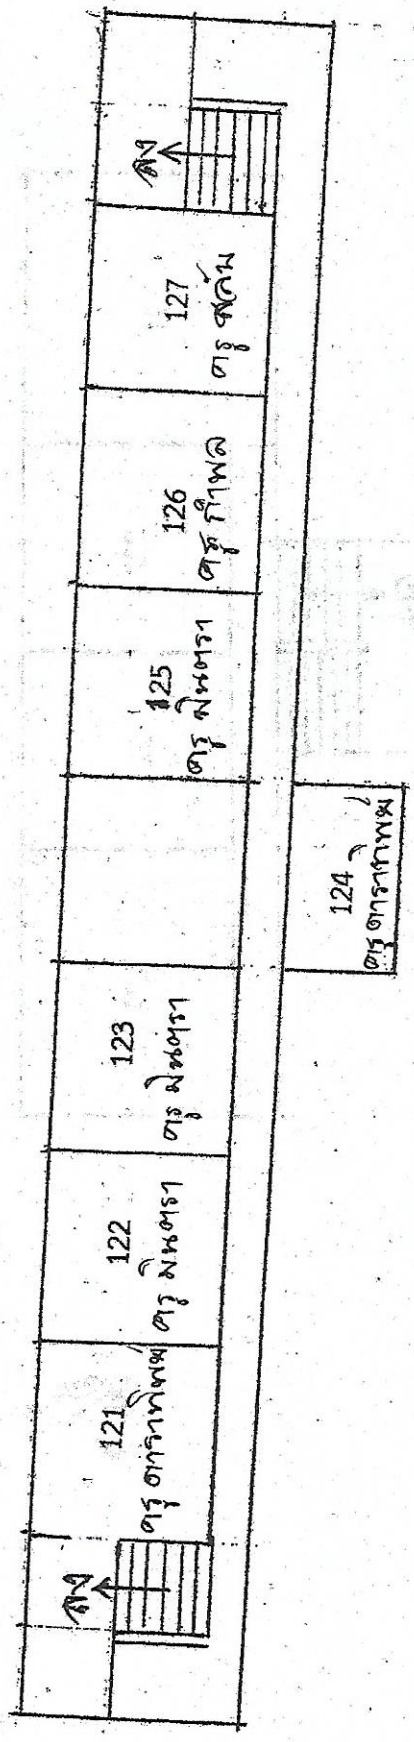 ลง
121
ครู ดาราทิพย์
122
ครู มินตรา
123
ครู มินตรา
124
ครู ดาราทิพย์
125
ครู มินตรา
126
ครู กำพล
127
ครู
ลง